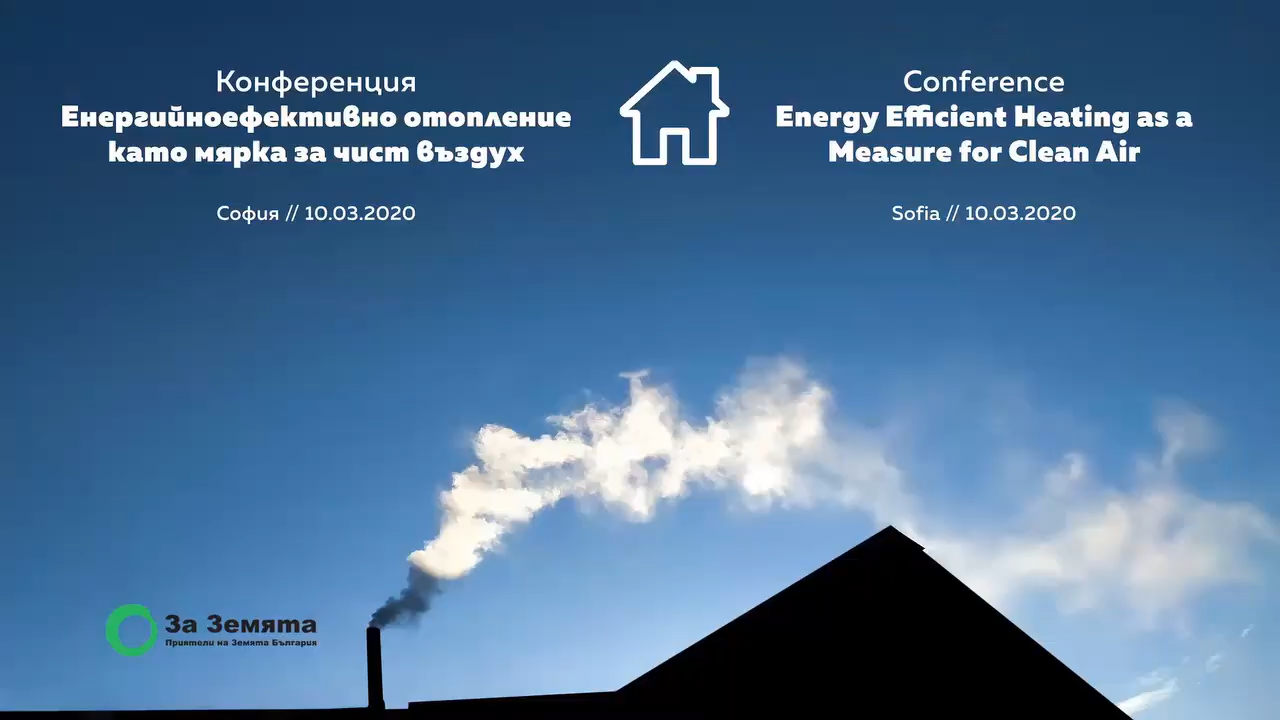 Конференция
Енергийноефективно отопление
като мярка за чист въздух
София // 10.03.2020
Conference
Energy Efficient Heating as a
Measure for Clean Air
Sofia // 10.03.2020
За Земята
Приятели на Земята България